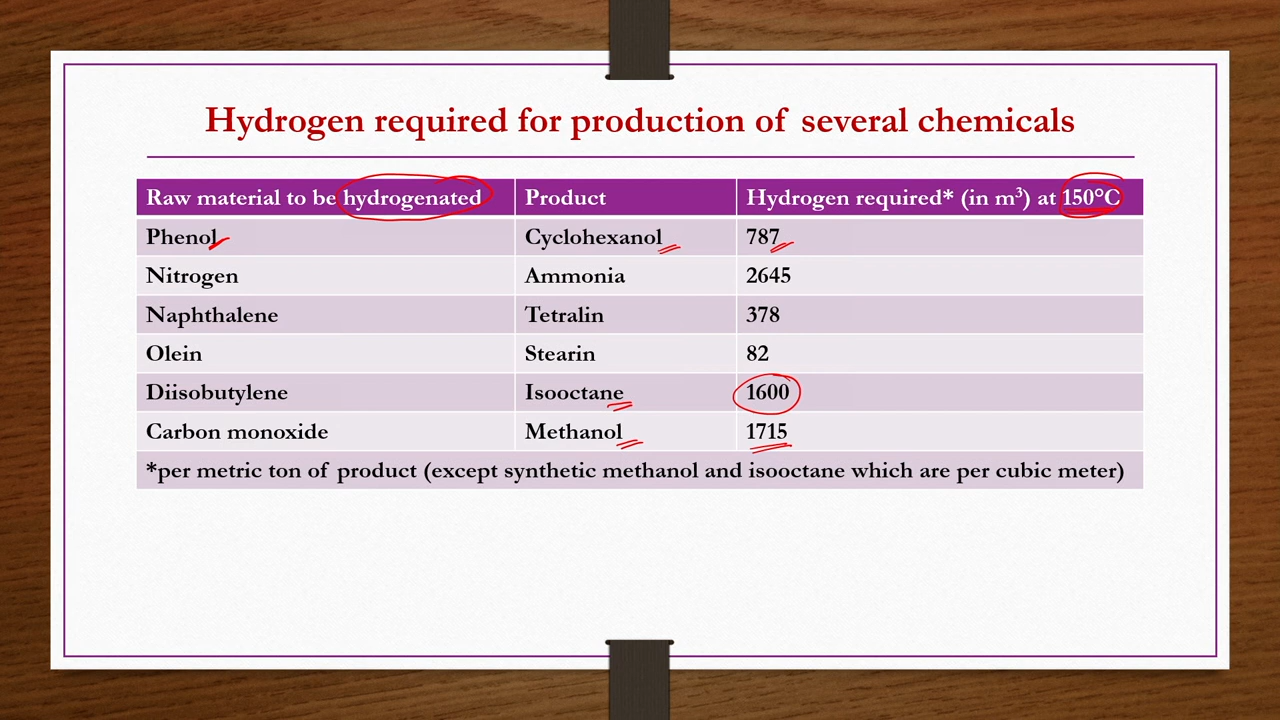 Hydrogen required for production of several chemicals
Raw material to be hydrogenated Product Hydrogen required* (in m³) at 150°C
Phenol Cyclohexanol 787
Nitrogen Ammonia 2645
Naphthalene Tetralin 378
Olein Stearin 82
Diisobutylene Isooctane 1600
Carbon monoxide Methanol 1715
*per metric ton of product (except synthetic methanol and isooctane which are per cubic meter)